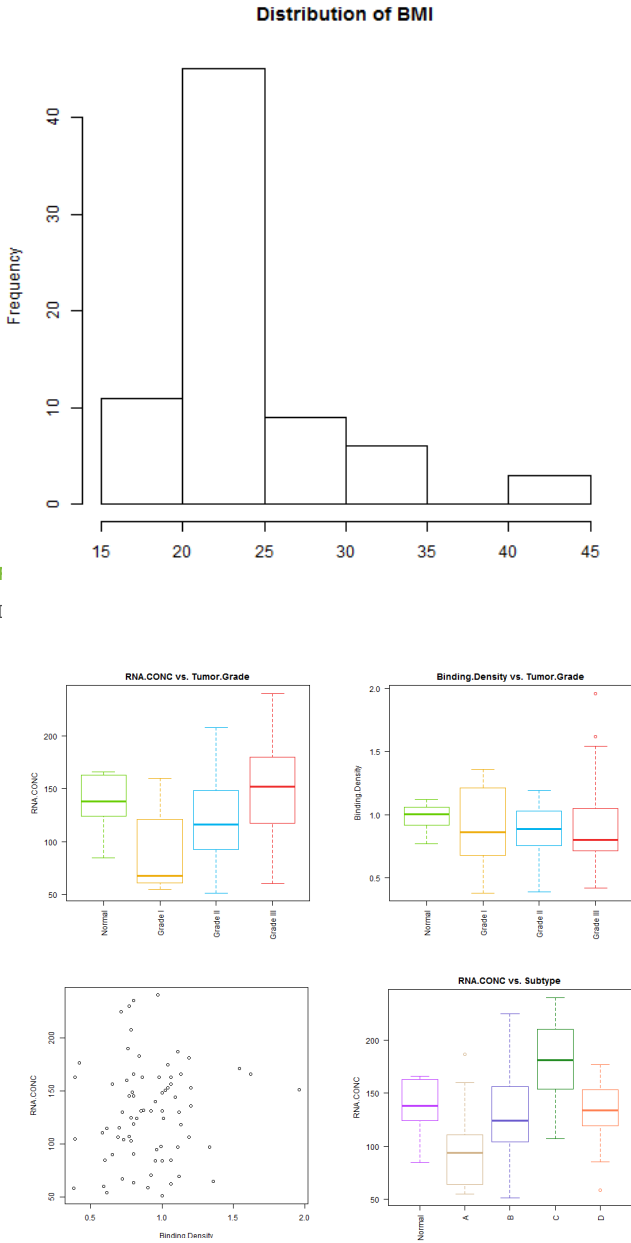 Distribution of BMI
Frequency
0 10 20 30 40
15 20 25 30 35 40 45
RNA.CONC vs. Tumor.Grade
RNA.CONC
50 100 150 200
Normal Grade I Grade II Grade III
Binding.Density vs. Tumor.Grade
Binding.Density
0.5 1.0 1.5 2.0
Normal Grade I Grade II Grade III
RNA.CONC
50 100 150 200
0.5 1.0 1.5 2.0
Binding.Density
RNA.CONC vs. Subtype
RNA.CONC
50 100 150 200
Normal A B C D